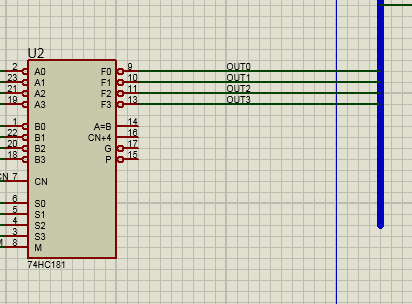 U2
2 A0 F0 9 OUT0
23 A1 F1 10 OUT1
21 A2 F2 11 OUT2
19 A3 F3 13 OUT3
1 B0 A=B 14
22 B1 CN+4 16
20 B2 G 17
18 B3 P 15
CN 7 CN
6 S0
5 S1
4 S2
3 S3
M 8 M
74HC181